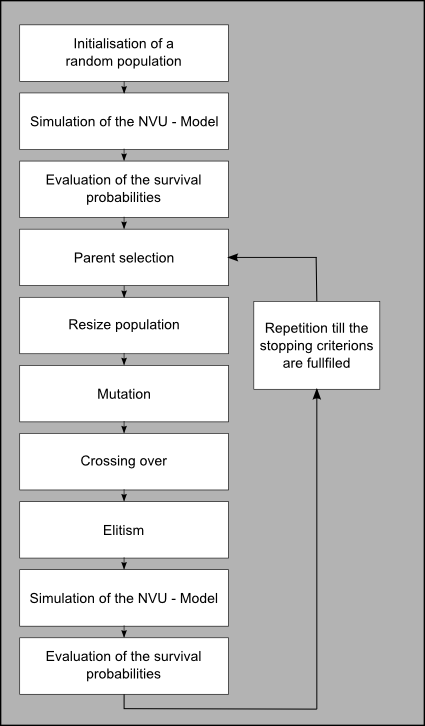 Initialisation of a
random population
Simulation of the NVU - Model
Evaluation of the survival
probabilities
Parent selection
Resize population
Mutation
Crossing over
Elitism
Simulation of the NVU - Model
Evaluation of the survival
probabilities
Repetition till the
stopping criterions
are fullfiled